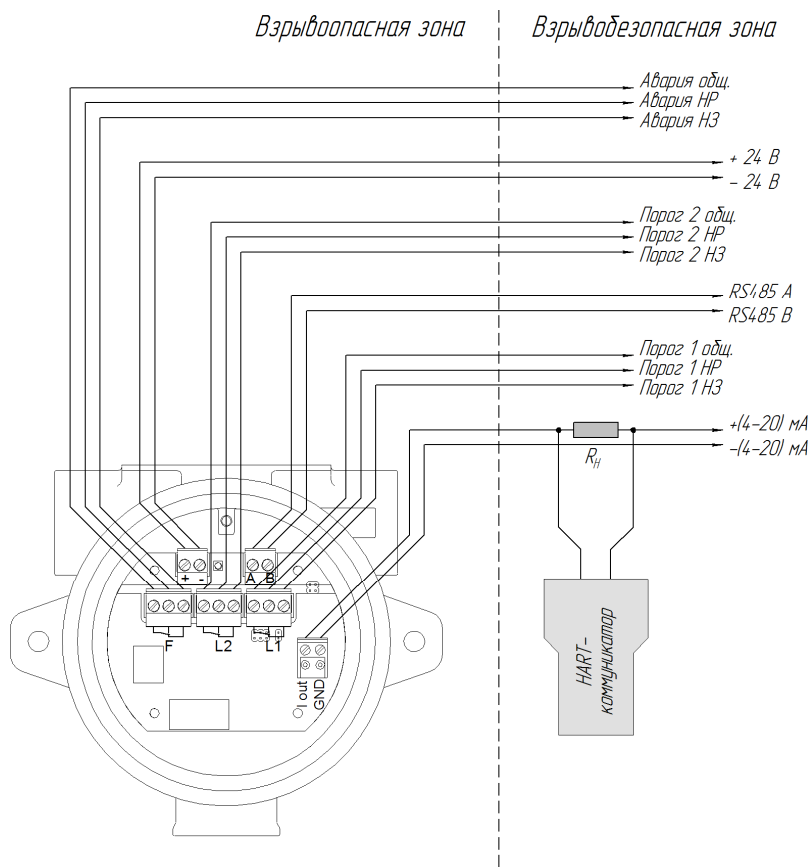 Взрывоопасная зона
Взрывобезопасная зона
Авария общ.
Авария НР
Авария НЗ
+ 24 В
- 24 В
Порог 2 общ.
Порог 2 НР
Порог 2 НЗ
RS485 A
RS485 B
Порог 1 общ.
Порог 1 НР
Порог 1 НЗ
+(4-20) мА
-(4-20) мА
RН
+ -
A B
F
L2
L1
I out
GND
HART-
коммуникатор